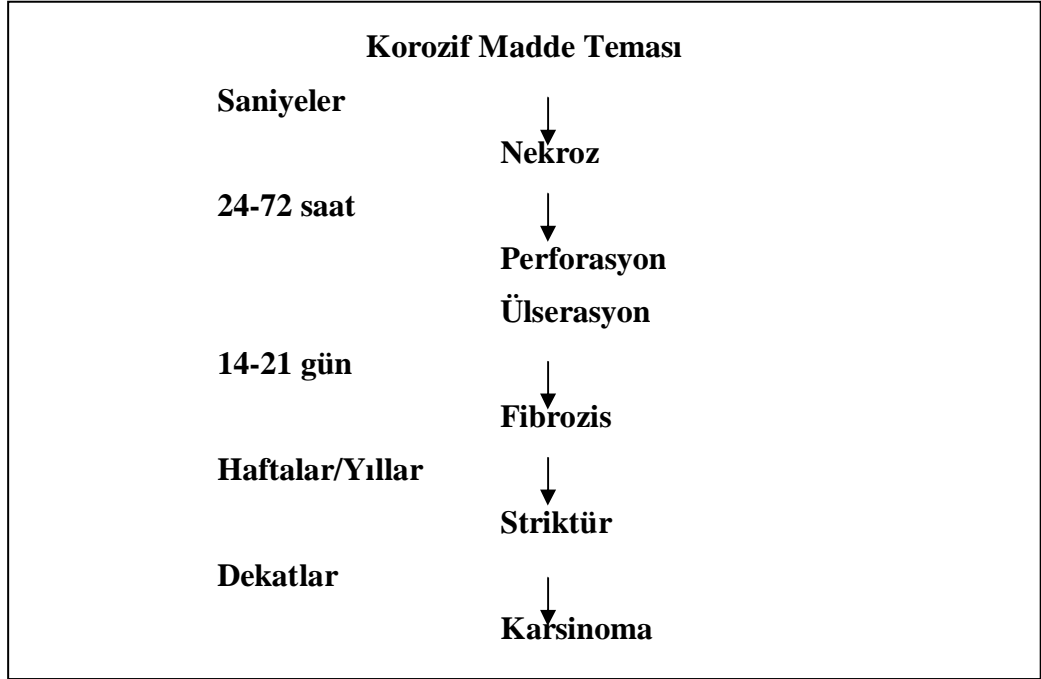 Korozif Madde Teması
Saniyeler
Nekroz
24-72 saat
Perforasyon
Ülserasyon
14-21 gün
Fibrozis
Haftalar/Yıllar
Striktür
Dekatlar
Karsinoma